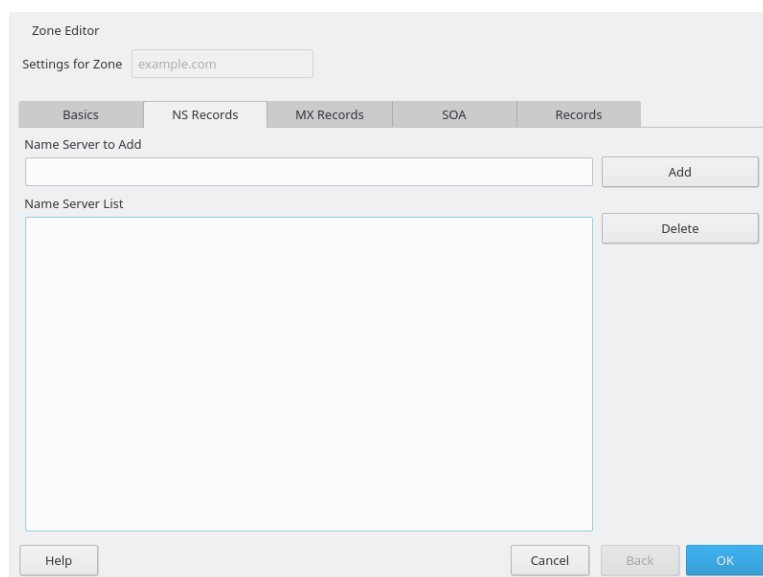 Zone Editor
Settings for Zone example.com
Basics NS Records MX Records SOA Records
Name Server to Add
Add
Name Server List
Delete
Help Cancel Back OK